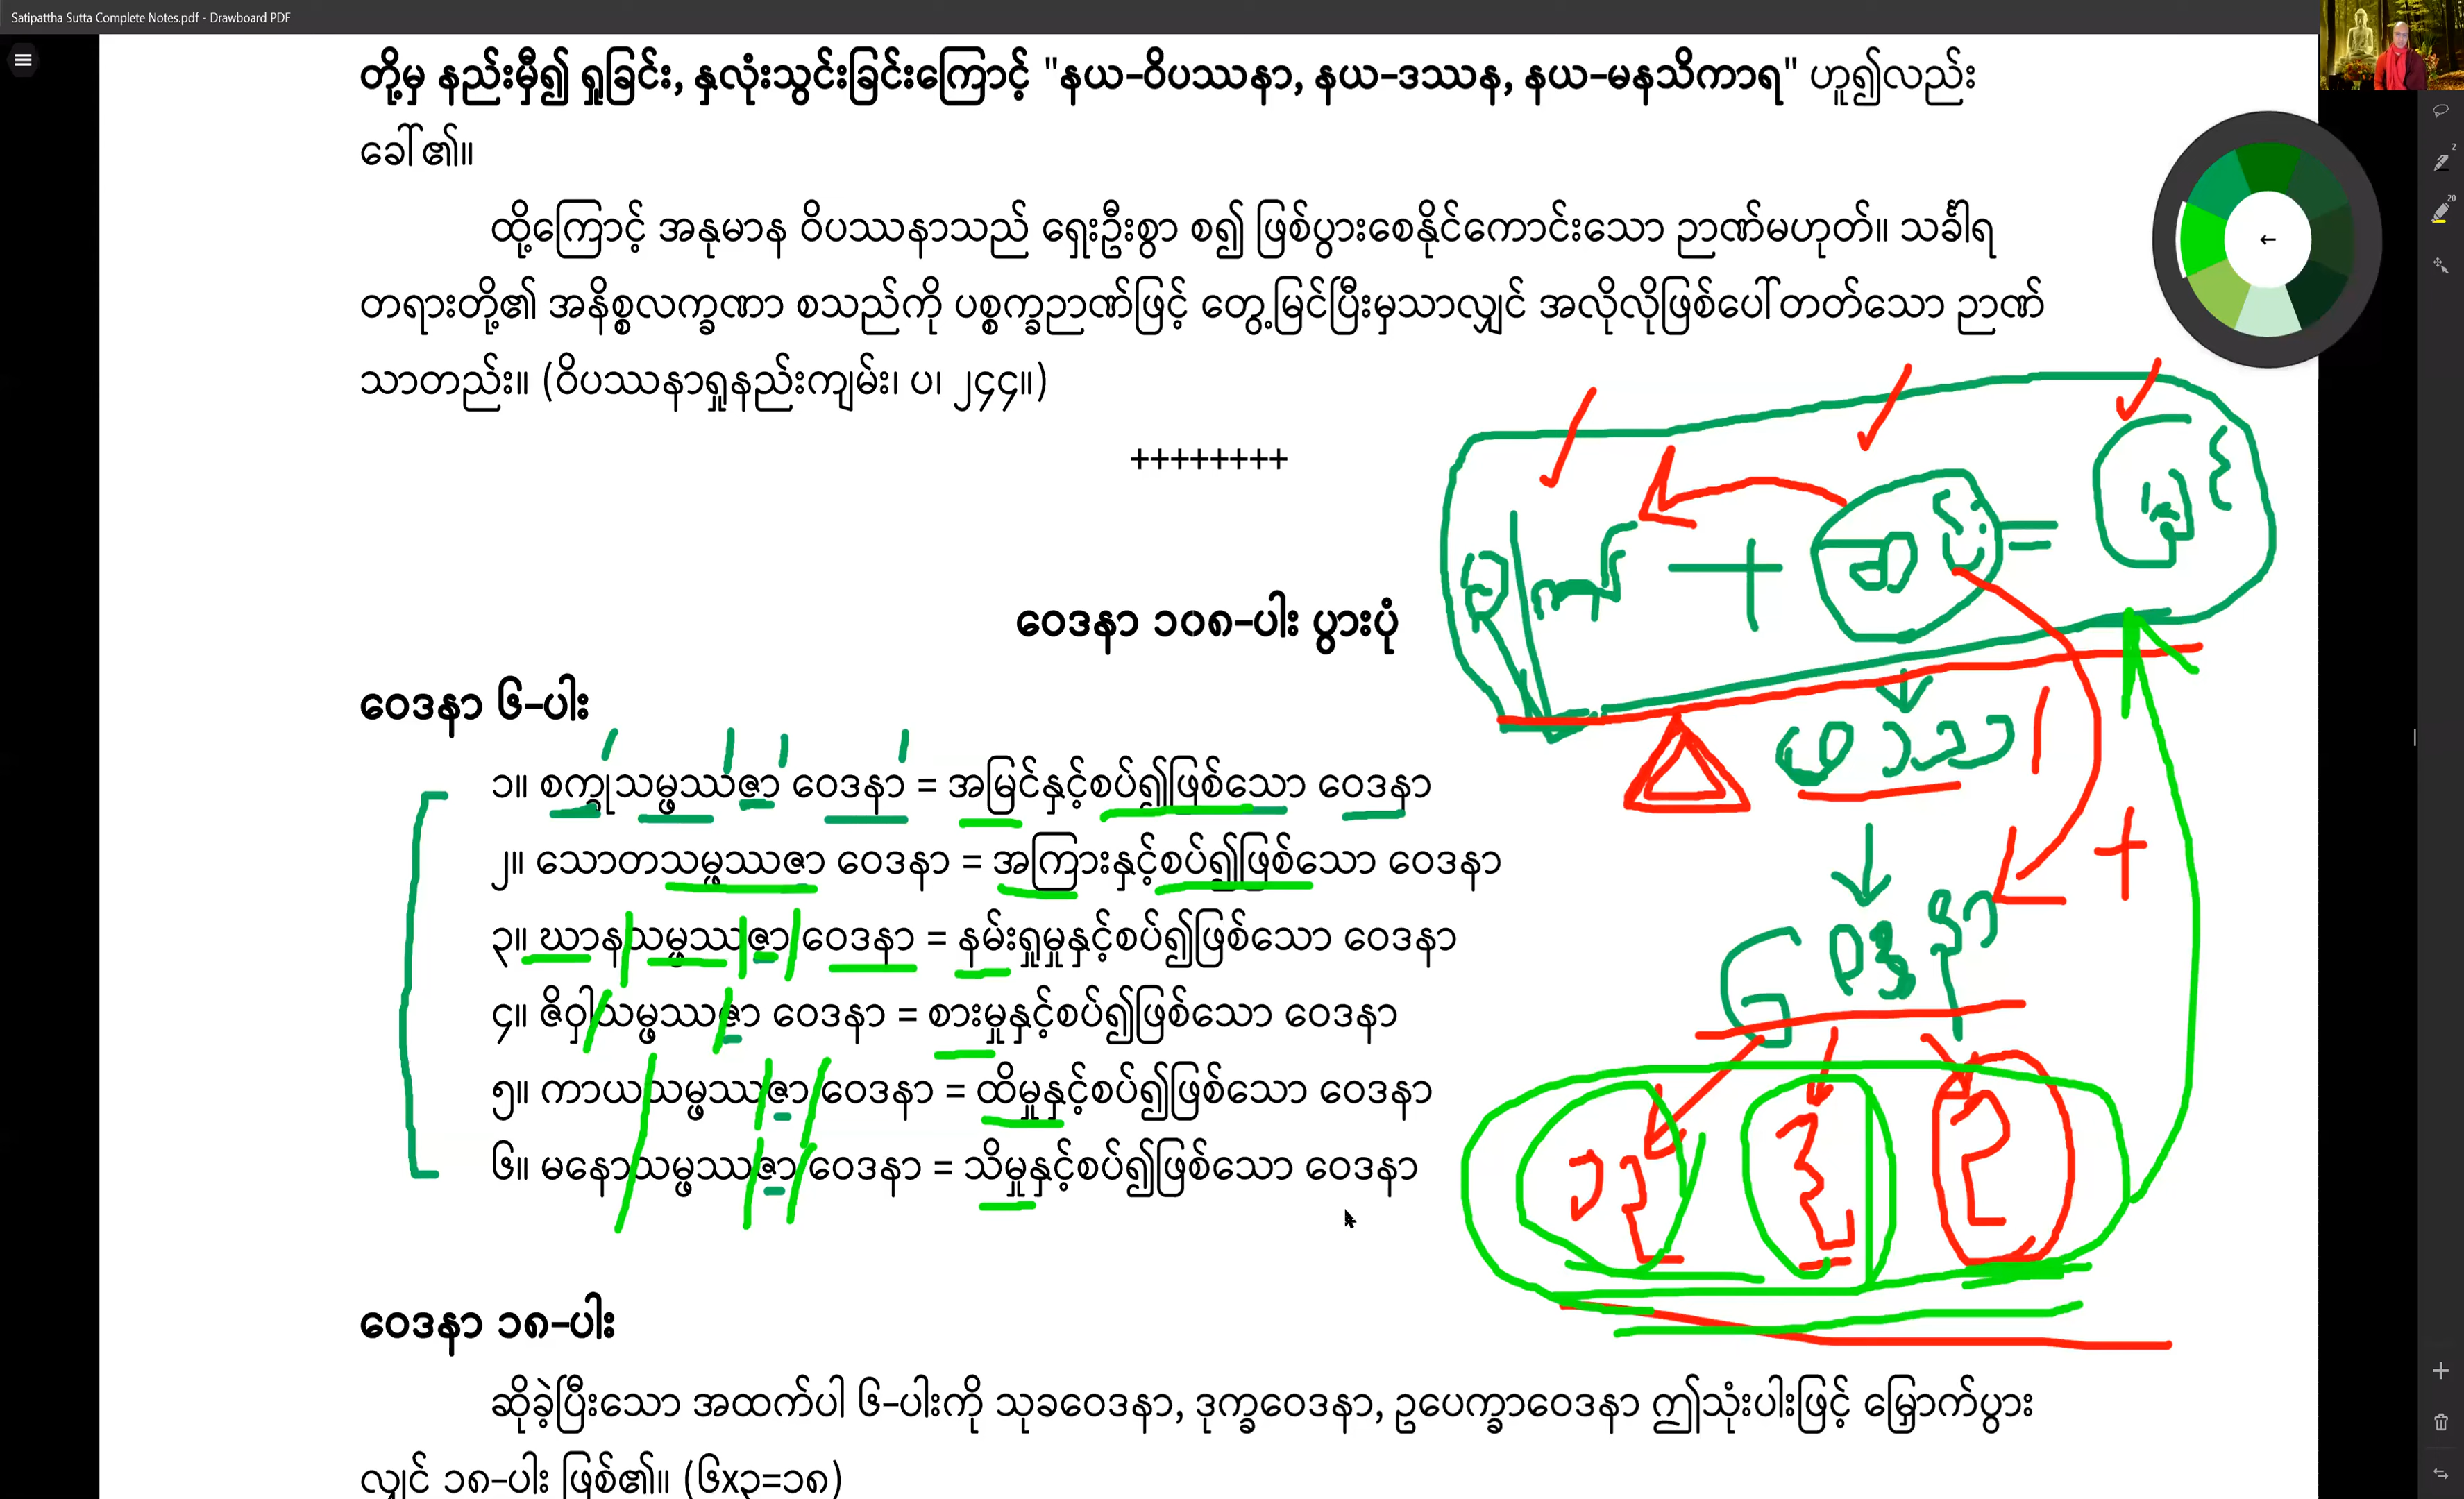 Satipattha Sutta Complete Notes.pdf - Drawboard PDF
တို့မှ နည်းမှီ၍ ရှုခြင်း, နှလုံးသွင်းခြင်းကြောင့် "နယ–ဝိပဿနာ, နယ–ဒဿန, နယ–မနသိကာရ" ဟူ၍လည်း
ခေါ်၏။
ထို့ကြောင့် အနုမာန ဝိပဿနာသည် ရှေးဦးစွာ စ၍ ဖြစ်ပွားစေနိုင်ကောင်းသော ဉာဏ်မဟုတ်။ သင်္ခါရ
တရားတို့၏ အနိစ္စလက္ခဏာ စသည်ကို ပစ္စက္ခဉာဏ်ဖြင့် တွေ့မြင်ပြီးမှသာလျှင် အလိုလိုဖြစ်ပေါ်တတ်သော ဉာဏ်
သာတည်း။ (ဝိပဿနာရှုနည်းကျမ်း၊ ပ၊ ၂၄၄။)
++++++++
ဝေဒနာ ၁၀၈–ပါး ပွားပုံ
ဝေဒနာ ၆–ပါး
၁။ စက္ခုသမ္ဖဿဇာ ဝေဒနာ = အမြင်နှင့်စပ်၍ဖြစ်သော ဝေဒနာ
၂။ သောတသမ္ဖဿဇာ ဝေဒနာ = အကြားနှင့်စပ်၍ဖြစ်သော ဝေဒနာ
၃။ ဃာနသမ္ဖဿဇာ ဝေဒနာ = နမ်းရှုမှုနှင့်စပ်၍ဖြစ်သော ဝေဒနာ
၄။ ဇိဝှါသမ္ဖဿဇာ ဝေဒနာ = စားမှုနှင့်စပ်၍ဖြစ်သော ဝေဒနာ
၅။ ကာယသမ္ဖဿဇာ ဝေဒနာ = ထိမှုနှင့်စပ်၍ဖြစ်သော ဝေဒနာ
၆။ မနောသမ္ဖဿဇာ ဝေဒနာ = သိမှုနှင့်စပ်၍ဖြစ်သော ဝေဒနာ
ဝေဒနာ ၁၈–ပါး
ဆိုခဲ့ပြီးသော အထက်ပါ ၆–ပါးကို သုခဝေဒနာ, ဒုက္ခဝေဒနာ, ဥပေက္ခာဝေဒနာ ဤသုံးပါးဖြင့် မြှောက်ပွား
လျှင် ၁၈–ပါး ဖြစ်၏။ (၆x၃=၁၈)